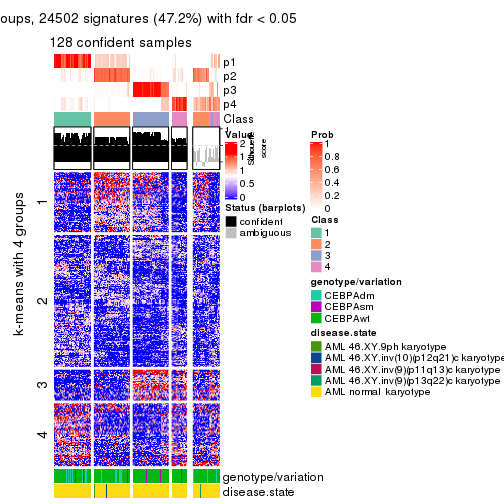 oups, 24502 signatures (47.2%) with fdr < 0.05
128 confident samples
p1
p2
p3
p4
Class
Silhouette
score
k-means with 4 groups
1
2
3
4
genotype/variation
disease.state
Value
2
1.5
1
0.5
0
Status (barplots)
confident
ambiguous
Prob
1
0.8
0.6
0.4
0.2
0
Class
1
2
3
4
genotype/variation
CEBPAdm
CEBPAsm
CEBPAwt
disease.state
AML 46.XY.9ph karyotype
AML 46.XY.inv(10)(p12q21)c karyotype
AML 46.XY.inv(9)(p11q13)c karyotype
AML 46.XY.inv(9)(p13q22)c karyotype
AML normal karyotype